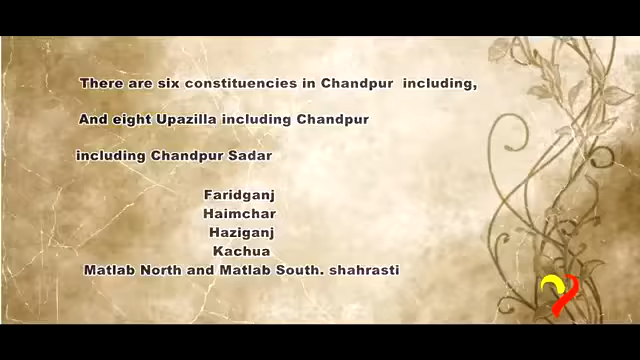 There are six constituencies in Chandpur including,
And eight Upazilla including Chandpur
including Chandpur Sadar
Faridganj
Haimchar
Haziganj
Kachua
Matlab North and Matlab South. shahrasti